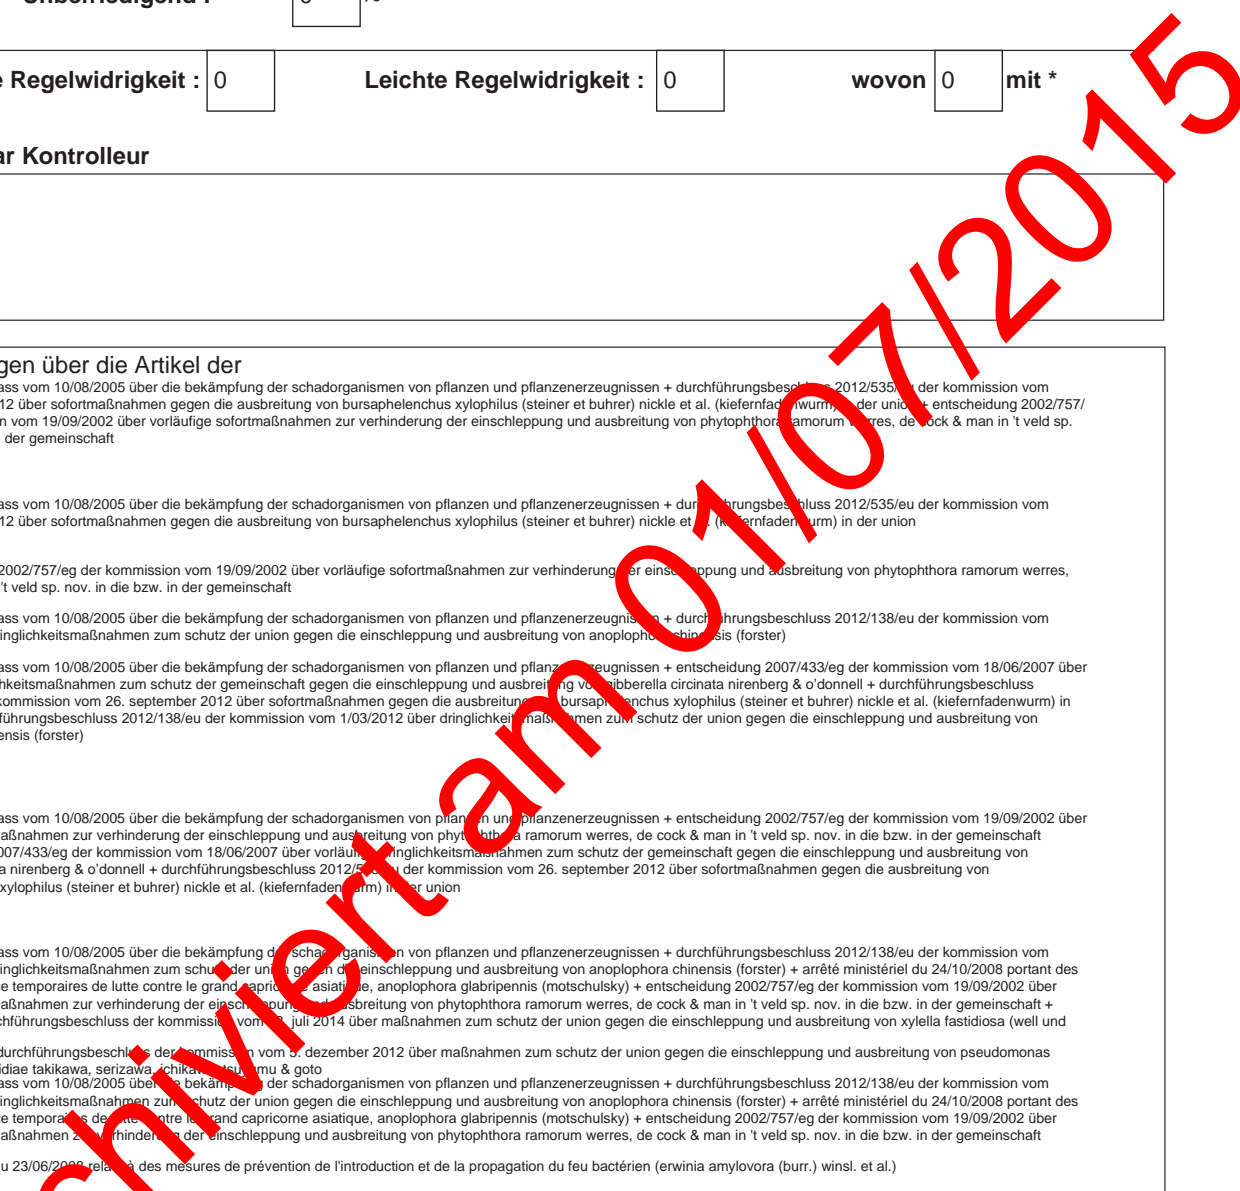 Unbefriedigend :
e Regelwidrigkeit : 0 Leichte Regelwidrigkeit : 0 wovon 0 mit *
ar Kontrolleur
gen über die Artikel der
ass vom 10/08/2005 über die bekämpfung der schadorganismen von pflanzen und pflanzenerzeugnissen + durchführungsbeschluss 2012/535/eu der kommission vom
12 über sofortmaßnahmen gegen die ausbreitung von bursaphelenchus xylophilus (steiner et buhrer) nickle et al. (kiefernfadenwurm) in der union + entscheidung 2002/757/
n vom 19/09/2002 über vorläufige sofortmaßnahmen zur verhinderung der einschleppung und ausbreitung von phytophthora ramorum werres, de cock & man in 't veld sp.
. der gemeinschaft
ass vom 10/08/2005 über die bekämpfung der schadorganismen von pflanzen und pflanzenerzeugnissen + durchführungsbeschluss 2012/535/eu der kommission vom
12 über sofortmaßnahmen gegen die ausbreitung von bursaphelenchus xylophilus (steiner et buhrer) nickle et al. (kiefernfadenwurm) in der union
2002/757/eg der kommission vom 19/09/2002 über vorläufige sofortmaßnahmen zur verhinderung der einschleppung und ausbreitung von phytophthora ramorum werres,
't veld sp. nov. in die bzw. in der gemeinschaft
ass vom 10/08/2005 über die bekämpfung der schadorganismen von pflanzen und pflanzenerzeugnissen + durchführungsbeschluss 2012/138/eu der kommission vom
inglichkeitsmaßnahmen zum schutz der union gegen die einschleppung und ausbreitung von anoplophora chinensis (forster)
ass vom 10/08/2005 über die bekämpfung der schadorganismen von pflanzen und pflanzenerzeugnissen + entscheidung 2007/433/eg der kommission vom 18/06/2007 über
hkeitsmaßnahmen zum schutz der gemeinschaft gegen die einschleppung und ausbreitung von gibberella circinata nirenberg & o'donnell + durchführungsbeschluss
kommission vom 26. september 2012 über sofortmaßnahmen gegen die ausbreitung von bursaphelenchus xylophilus (steiner et buhrer) nickle et al. (kiefernfadenwurm) in
führungsbeschluss 2012/138/eu der kommission vom 1/03/2012 über dringlichkeitsmaßnahmen zum schutz der union gegen die einschleppung und ausbreitung von
ensis (forster)
ass vom 10/08/2005 über die bekämpfung der schadorganismen von pflanzen und pflanzenerzeugnissen + entscheidung 2002/757/eg der kommission vom 19/09/2002 über
aßnahmen zur verhinderung der einschleppung und ausbreitung von phytophthora ramorum werres, de cock & man in 't veld sp. nov. in die bzw. in der gemeinschaft
007/433/eg der kommission vom 18/06/2007 über vorläufige dringlichkeitsmaßnahmen zum schutz der gemeinschaft gegen die einschleppung und ausbreitung von
a nirenberg & o'donnell + durchführungsbeschluss 2012/535/eu der kommission vom 26. september 2012 über sofortmaßnahmen gegen die ausbreitung von
xylophilus (steiner et buhrer) nickle et al. (kiefernfadenwurm) in der union
ass vom 10/08/2005 über die bekämpfung der schadorganismen von pflanzen und pflanzenerzeugnissen + durchführungsbeschluss 2012/138/eu der kommission vom
inglichkeitsmaßnahmen zum schutz der union gegen die einschleppung und ausbreitung von anoplophora chinensis (forster) + arrêté ministériel du 24/10/2008 portant des
ce temporaires de lutte contre le grand capricorne asiatique, anoplophora glabripennis (motschulsky) + entscheidung 2002/757/eg der kommission vom 19/09/2002 über
aßnahmen zur verhinderung der einschleppung und ausbreitung von phytophthora ramorum werres, de cock & man in 't veld sp. nov. in die bzw. in der gemeinschaft +
chführungsbeschluss der kommission vom juli 2014 über maßnahmen zum schutz der union gegen die einschleppung und ausbreitung von xylella fastidiosa (well und
durchführungsbeschluss der kommission vom 5. dezember 2012 über maßnahmen zum schutz der union gegen die einschleppung und ausbreitung von pseudomonas
idiae takikawa, serizawa, ichikawa, tsuyumu & goto
ass vom 10/08/2005 über die bekämpfung der schadorganismen von pflanzen und pflanzenerzeugnissen + durchführungsbeschluss 2012/138/eu der kommission vom
inglichkeitsmaßnahmen zum schutz der union gegen die einschleppung und ausbreitung von anoplophora chinensis (forster) + arrêté ministériel du 24/10/2008 portant des
ce temporaires de lutte contre le grand capricorne asiatique, anoplophora glabripennis (motschulsky) + entscheidung 2002/757/eg der kommission vom 19/09/2002 über
aßnahmen zur verhinderung der einschleppung und ausbreitung von phytophthora ramorum werres, de cock & man in 't veld sp. nov. in die bzw. in der gemeinschaft
u 23/06/2008 relatif à des mesures de prévention de l'introduction et de la propagation du feu bactérien (erwinia amylovora (burr.) winsl. et al.)
chiviert am 01/07/2015